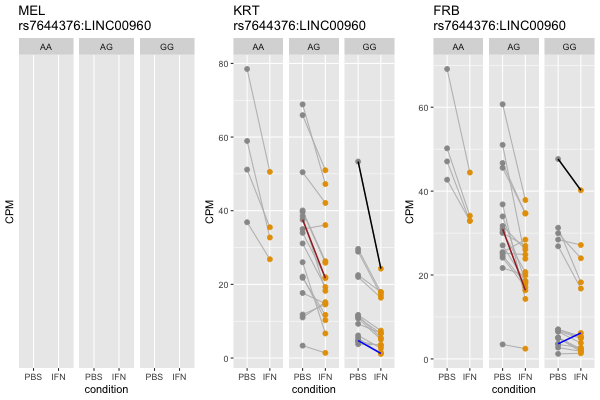 MEL
rs7644376:LINC00960
AA AG GG
CPM
PBS IFN PBS IFN PBS IFN
condition
KRT
rs7644376:LINC00960
AA AG GG
80
60
40
20
0
CPM
PBS IFN PBS IFN PBS IFN
condition
FRB
rs7644376:LINC00960
AA AG GG
60
40
20
0
CPM
PBS IFN PBS IFN PBS IFN
condition